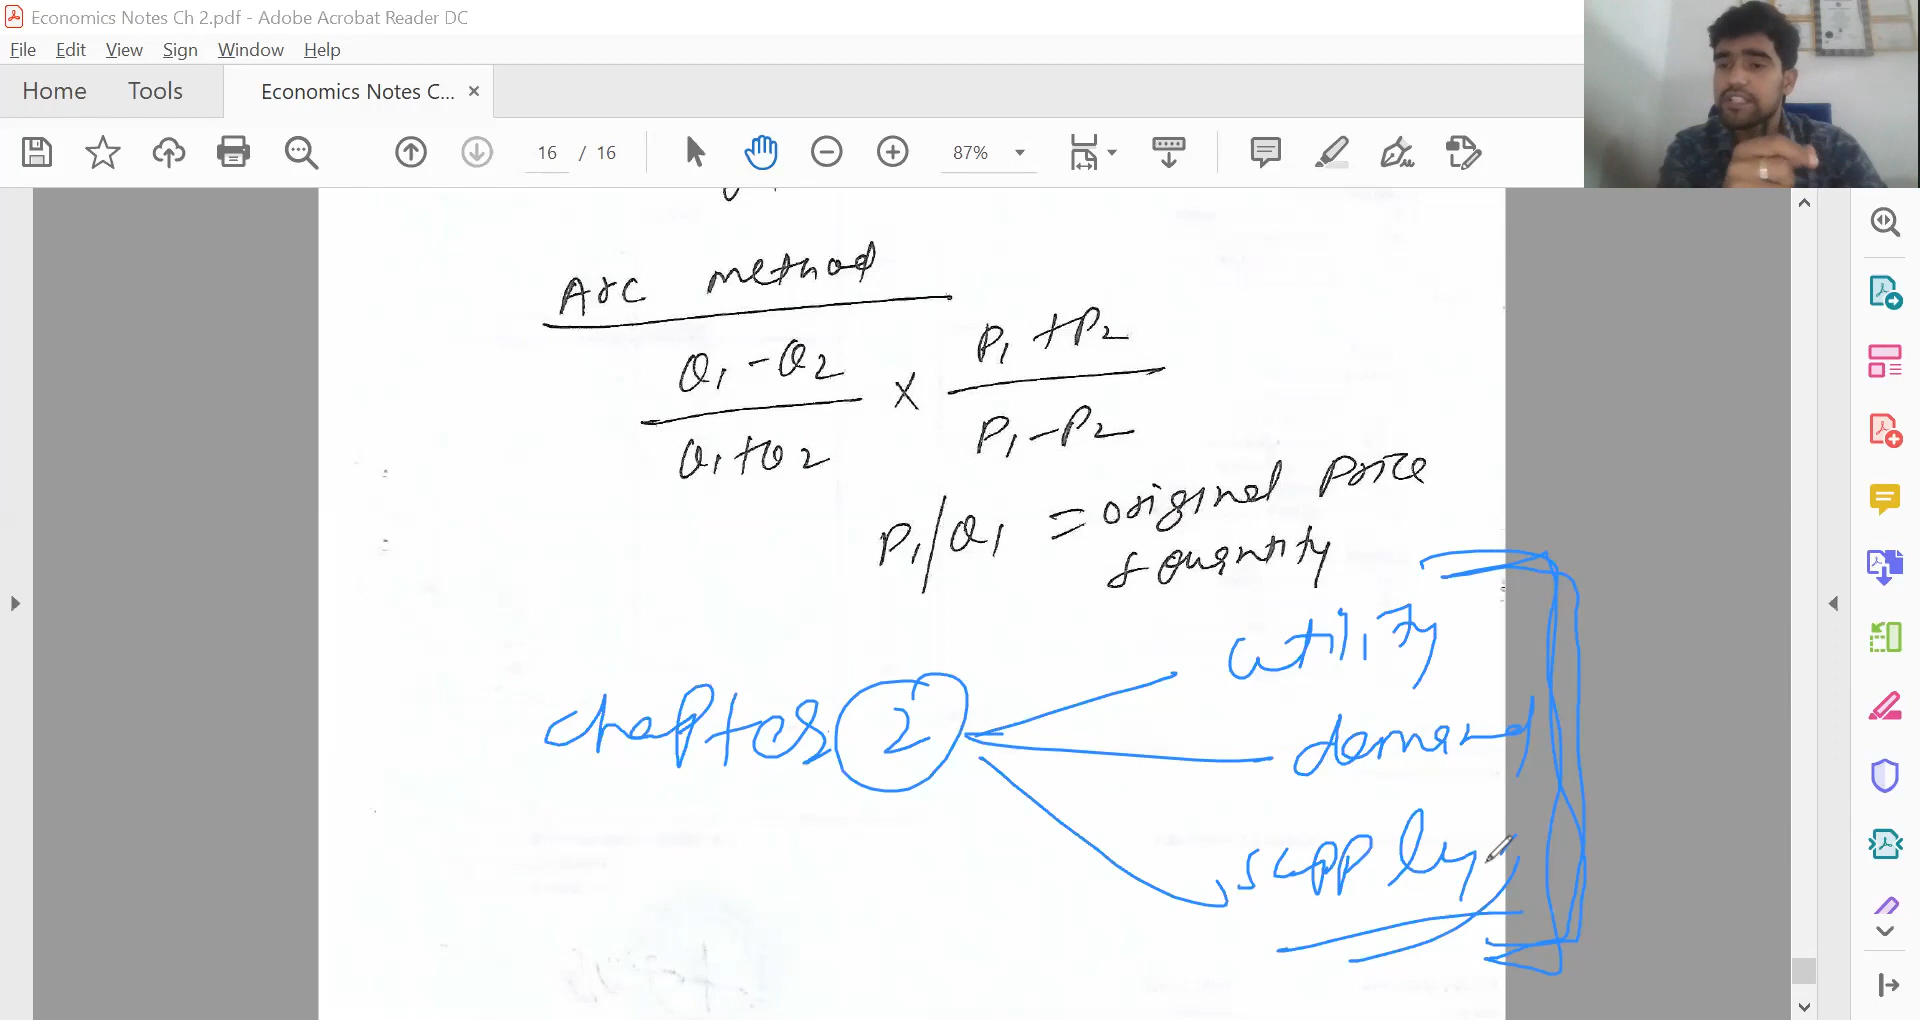 Economics Notes Ch 2.pdf - Adobe Acrobat Reader DC
File Edit View Sign Window Help
Home Tools Economics Notes C... ×
16 / 16 87%
Arc method
Q1 - Q2 / Q1 + Q2 × P1 + P2 / P1 - P2
P1/Q1 = original Price
& quantity
utility
chapter 2
demand
supply